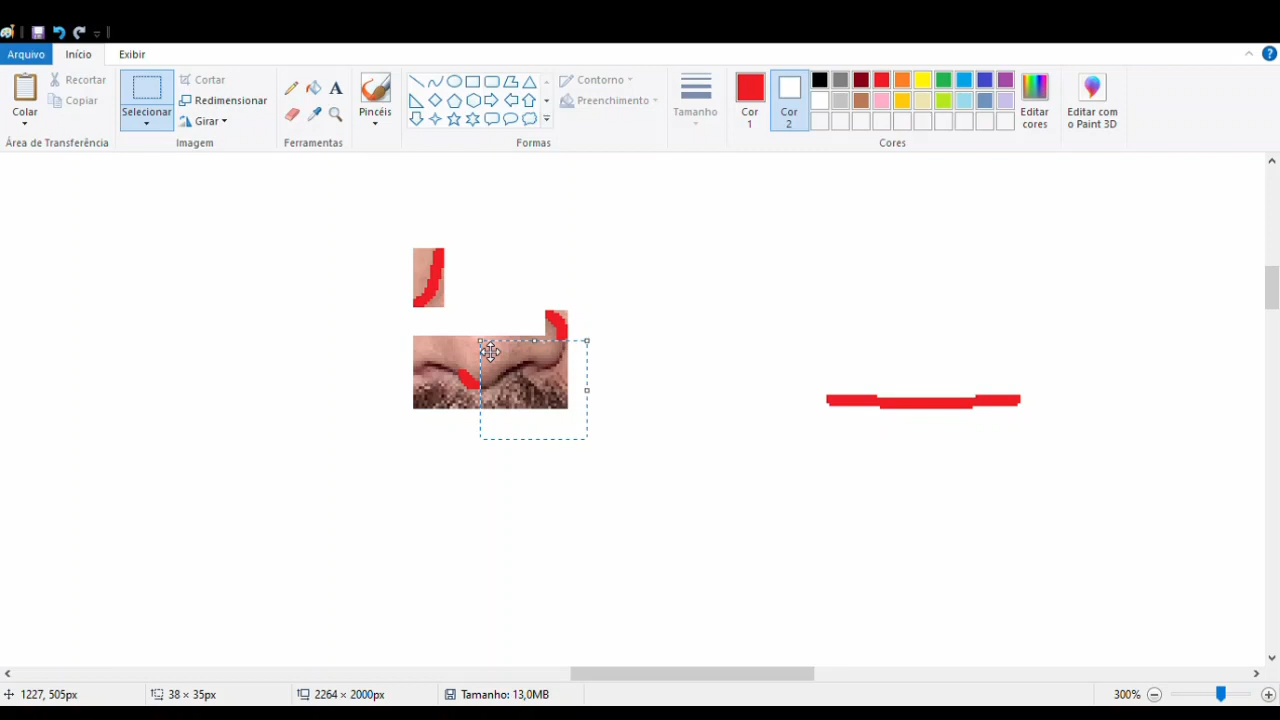 Arquivo Início Exibir
Colar
Recortar
Copiar
Área de Transferência
Selecionar
Cortar
Redimensionar
Girar
Imagem
A
Ferramentas
Pincéis
Contorno
Preenchimento
Formas
Tamanho
Cor
1
Cor
2
Editar
cores
Cores
Editar com
o Paint 3D
?
1227, 505px
38 × 35px
2264 × 2000px
Tamanho: 13,0MB
300%